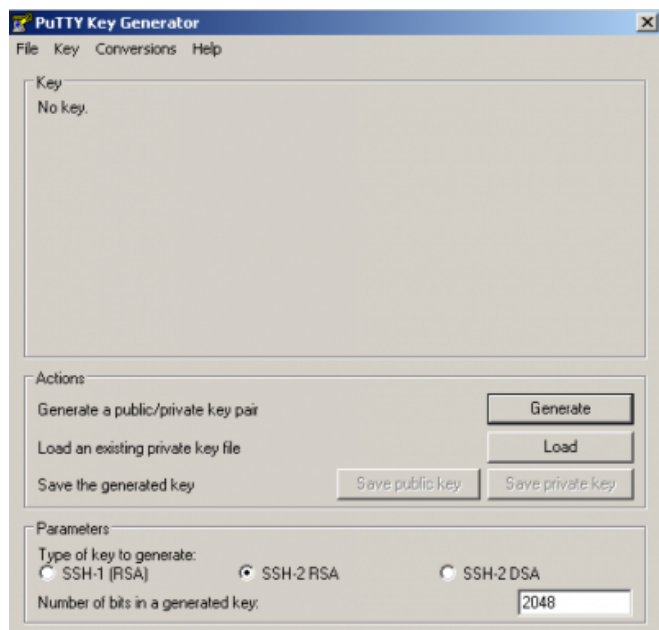 PuTTY Key Generator
File Key Conversions Help
Key
No key.
Actions
Generate a public/private key pair Generate
Load an existing private key file Load
Save the generated key Save public key Save private key
Parameters
Type of key to generate:
SSH-1 (RSA) SSH-2 RSA SSH-2 DSA
Number of bits in a generated key: 2048